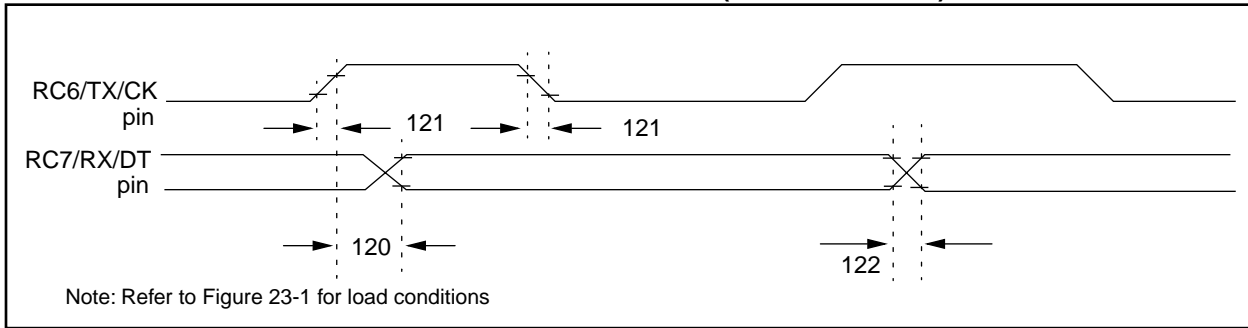 RC6/TX/CK
pin
121
121
RC7/RX/DT
pin
120
122
Note: Refer to Figure 23-1 for load conditions